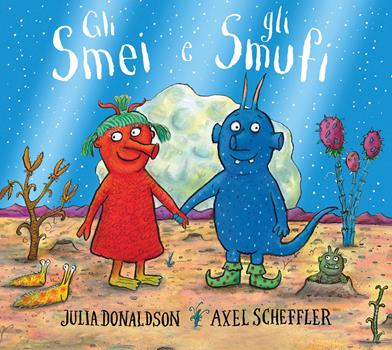 Gli Smei e gli Smufi
JULIA DONALDSON AXEL SCHEFFLER